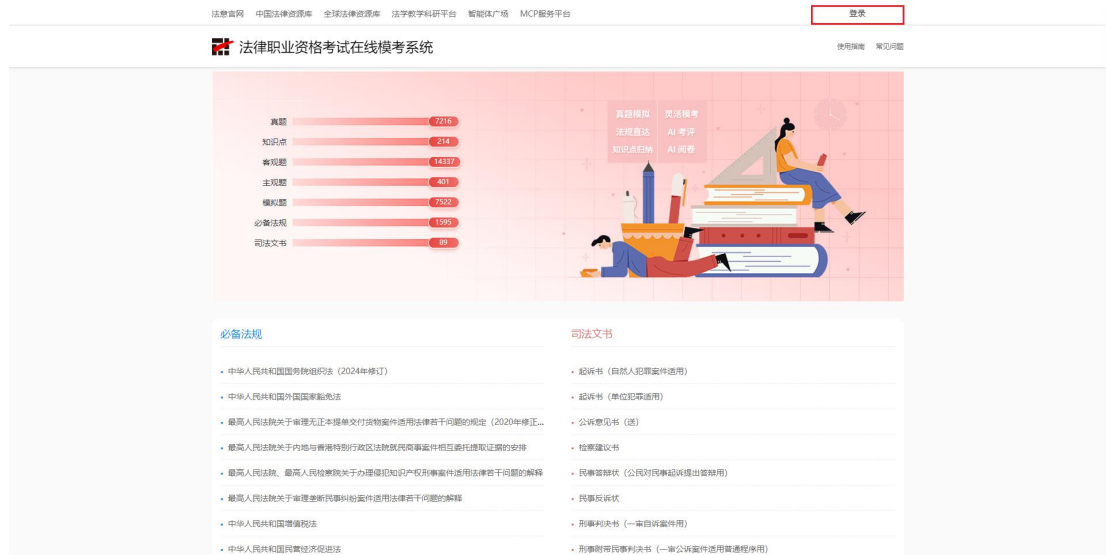 法意官网 中国法律资源库 全球法律资源库 法学教学科研平台 智能体广场 MCP服务平台 登录
法律职业资格考试在线模考系统 使用指南 常见问题
真题 7216
知识点 214
客观题 14337
主观题 401
模拟题 7522
必备法规 1595
司法文书 89
真题模拟 灵活模考
法规直达 AI 考评
知识点归纳 AI 阅卷
必备法规
中华人民共和国国务院组织法（2024年修订）
中华人民共和国外国国家豁免法
最高人民法院关于审理无正本提单交付货物案件适用法律若干问题的规定（2020年修正...
最高人民法院关于内地与香港特别行政区法院就民商事案件相互委托提取证据的安排
最高人民法院、最高人民检察院关于办理侵犯知识产权刑事案件适用法律若干问题的解释
最高人民法院关于审理垄断民事纠纷案件适用法律若干问题的解释
中华人民共和国增值税法
中华人民共和国民营经济促进法
司法文书
起诉书（自然人犯罪案件适用）
起诉书（单位犯罪适用）
公诉意见书（送）
检察建议书
民事答辩状（公民对民事起诉提出答辩用）
民事反诉状
刑事判决书（一审自诉案件用）
刑事附带民事判决书（一审公诉案件适用普通程序用）